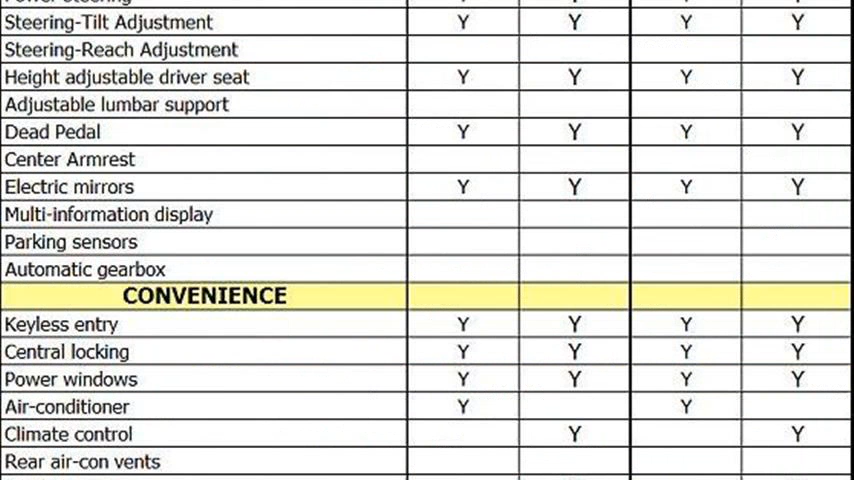 Power steering
Steering-Tilt Adjustment Y Y Y Y
Steering-Reach Adjustment
Height adjustable driver seat Y Y Y Y
Adjustable lumbar support
Dead Pedal Y Y Y Y
Center Armrest
Electric mirrors Y Y Y Y
Multi-information display
Parking sensors
Automatic gearbox
CONVENIENCE
Keyless entry Y Y Y Y
Central locking Y Y Y Y
Power windows Y Y Y Y
Air-conditioner Y Y
Climate control Y Y
Rear air-con vents